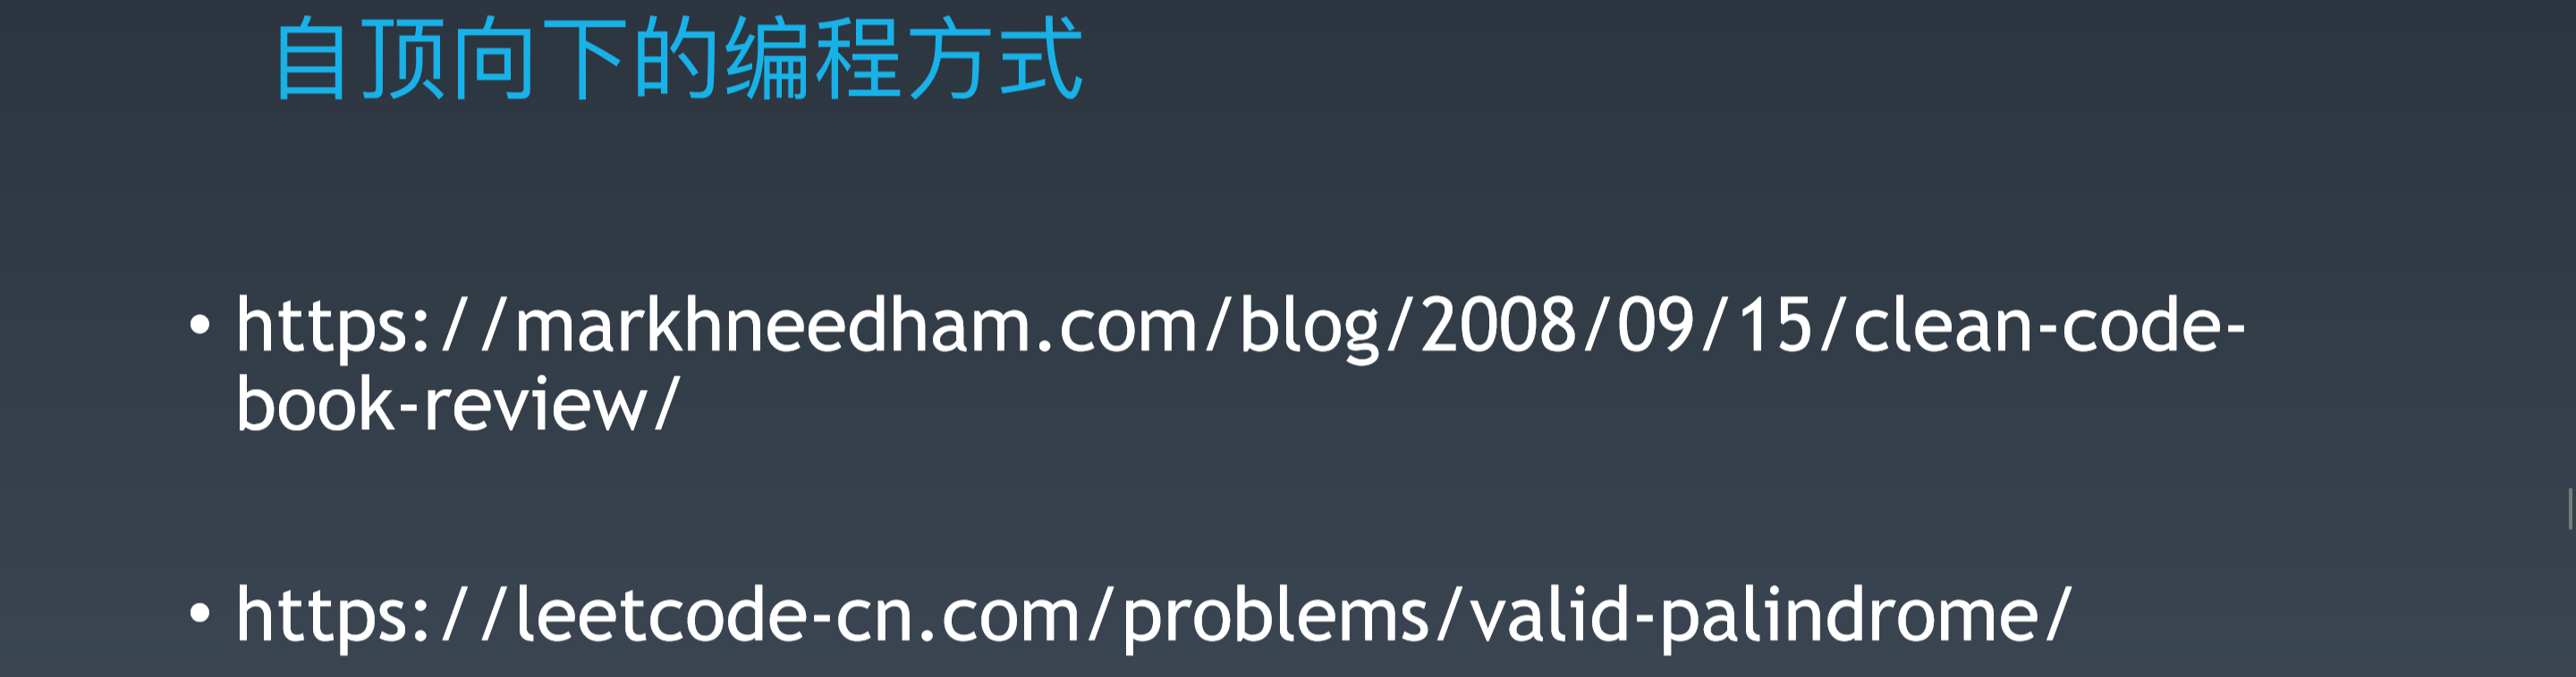 自顶向下的编程方式
• https://markhneedham.com/blog/2008/09/15/clean-code-
book-review/
• https://leetcode-cn.com/problems/valid-palindrome/